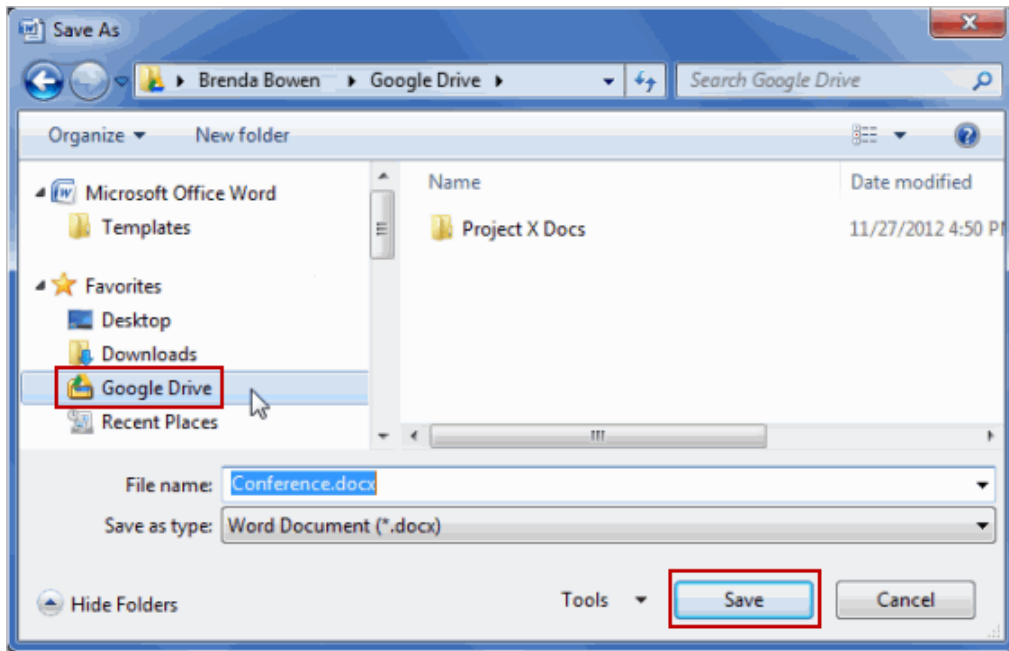 Save As
Brenda Bowen Google Drive Search Google Drive
Organize New folder
Microsoft Office Word
Templates
Favorites
Desktop
Downloads
Google Drive
Recent Places
Name Date modified
Project X Docs 11/27/2012 4:50 P
File name: Conference.docx
Save as type: Word Document (*.docx)
Hide Folders Tools Save Cancel